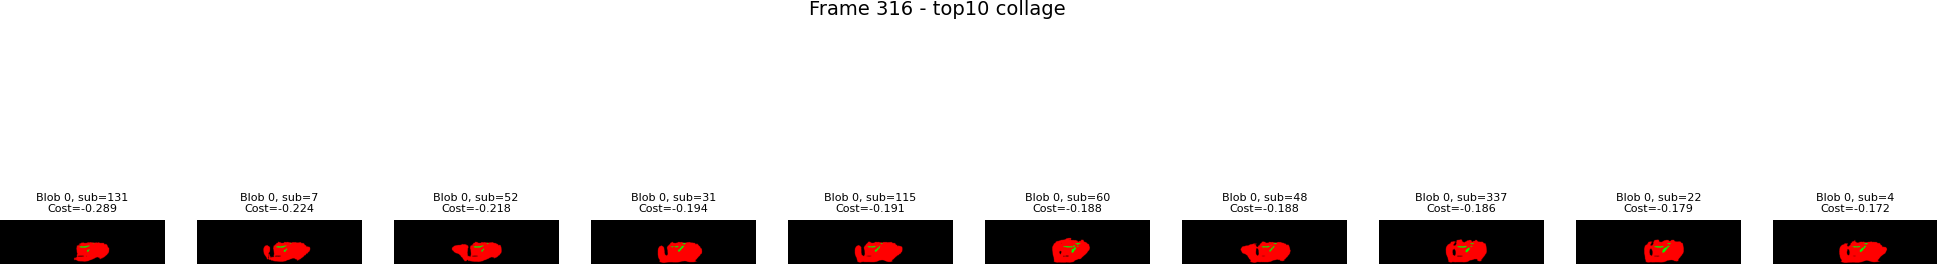 Frame 316 - top10 collage
Blob 0, sub=131
Cost=-0.289
Blob 0, sub=7
Cost=-0.224
Blob 0, sub=52
Cost=-0.218
Blob 0, sub=31
Cost=-0.194
Blob 0, sub=115
Cost=-0.191
Blob 0, sub=60
Cost=-0.188
Blob 0, sub=48
Cost=-0.188
Blob 0, sub=337
Cost=-0.186
Blob 0, sub=22
Cost=-0.179
Blob 0, sub=4
Cost=-0.172